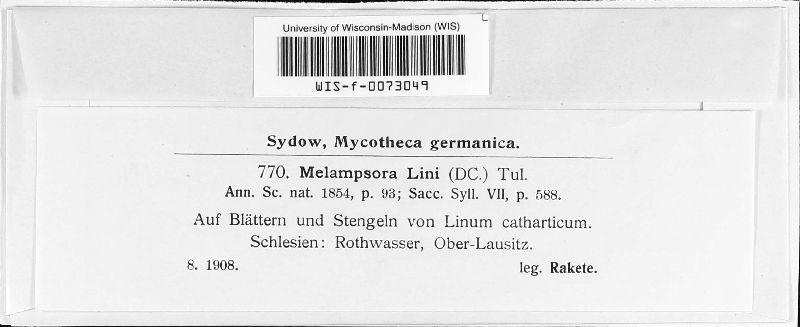 University of Wisconsin-Madison (WIS)
WIS-f-0073049
Sydow, Mycotheca germanica.
770. Melampsora Lini (DC.) Tul.
Ann. Sc. nat. 1854, p. 93; Sacc. Syll. VII, p. 588.
Auf Blättern und Stengeln von Linum catharticum.
Schlesien: Rothwasser, Ober-Lausitz.
8. 1908. leg. Rakete.